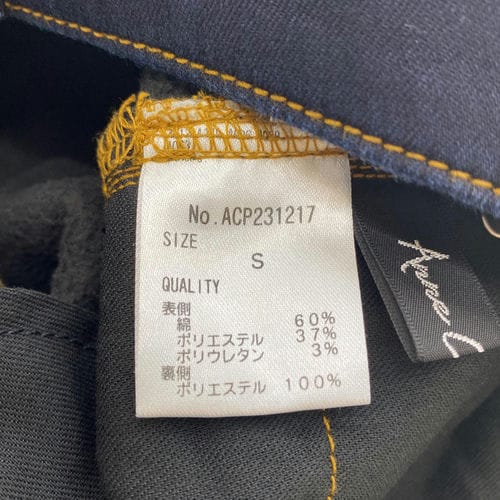 No.ACP231217
SIZE
S
QUALITY
表側
綿 60%
ポリエステル 37%
ポリウレタン 3%
裏側
ポリエステル 100%
Anne